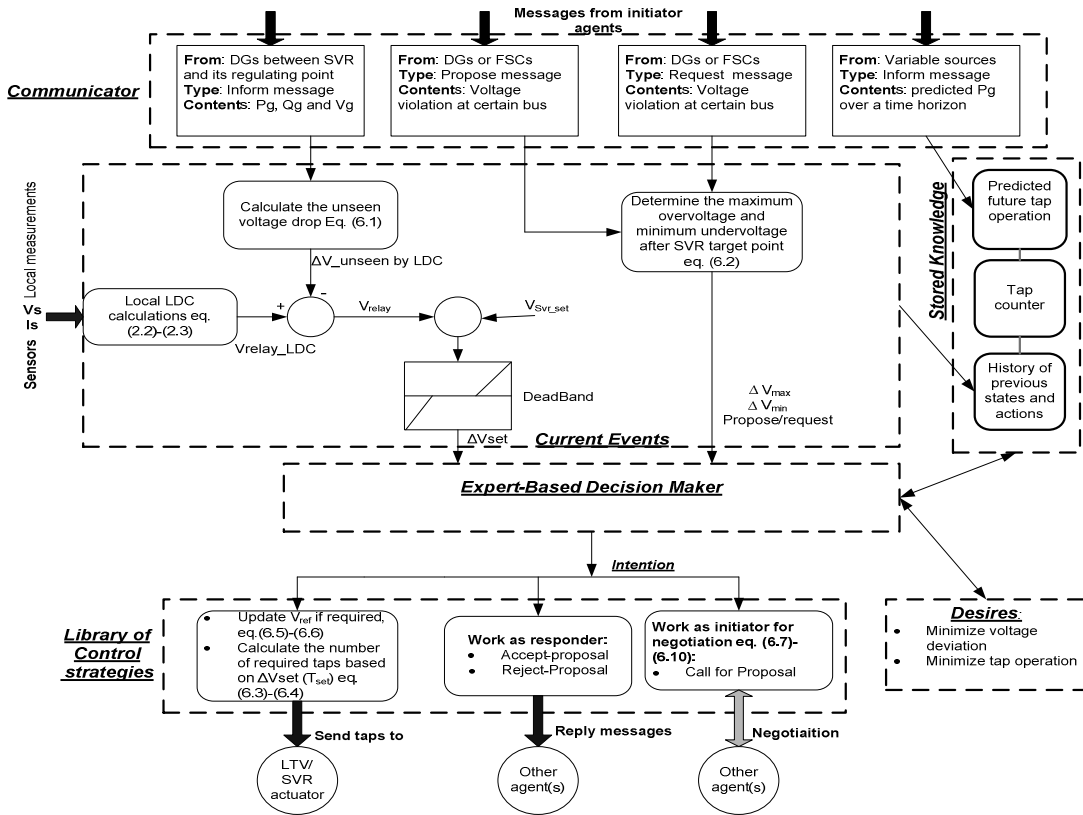 Messages from initiator
agents
Communicator
From: DGs between SVR
and its regulating point
Type: Inform message
Contents: Pg, Qg and Vg
From: DGs or FSCs
Type: Propose message
Contents: Voltage
violation at certain bus
From: DGs or FSCs
Type: Request message
Contents: Voltage
violation at certain bus
From: Variable sources
Type: Inform message
Contents: predicted Pg
over a time horizon
Sensors Local measurements
Vs
Is
Calculate the unseen
voltage drop Eq. (6.1)
ΔV_unseen by LDC
Local LDC
calculations eq.
(2.2)-(2.3)
+
-
Vrelay_LDC
Vrelay
VSvr_set
DeadBand
ΔVset
Determine the maximum
overvoltage and
minimum undervoltage
after SVR target point
eq. (6.2)
Δ Vmax
Δ Vmin
Propose/request
Current Events
Stored Knowledge
Predicted
future tap
operation
Tap
counter
History of
previous
states and
actions
Expert-Based Decision Maker
Intention
Library of
Control
strategies
• Update Vref if required,
eq.(6.5)-(6.6)
• Calculate the number
of required taps based
on ΔVset (Tset) eq.
(6.3)-(6.4)
Work as responder:
• Accept-proposal
• Reject-Proposal
Work as initiator for
negotiation eq. (6.7)-
(6.10):
• Call for Proposal
Desires:
• Minimize voltage
deviation
• Minimize tap operation
Send taps to
Reply messages
Negotiaition
LTV/
SVR
actuator
Other
agent(s)
Other
agent(s)